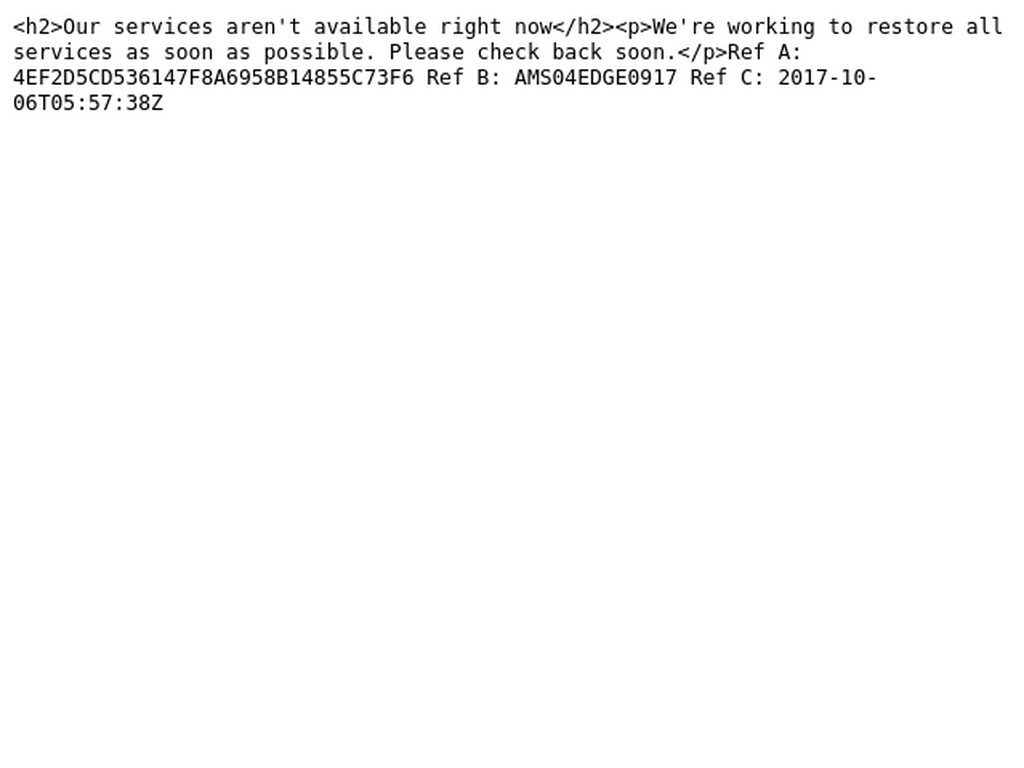 <h2>Our services aren't available right now</h2><p>We're working to restore all
services as soon as possible. Please check back soon.</p>Ref A:
4EF2D5CD536147F8A6958B14855C73F6 Ref B: AMS04EDGE0917 Ref C: 2017-10-
06T05:57:38Z